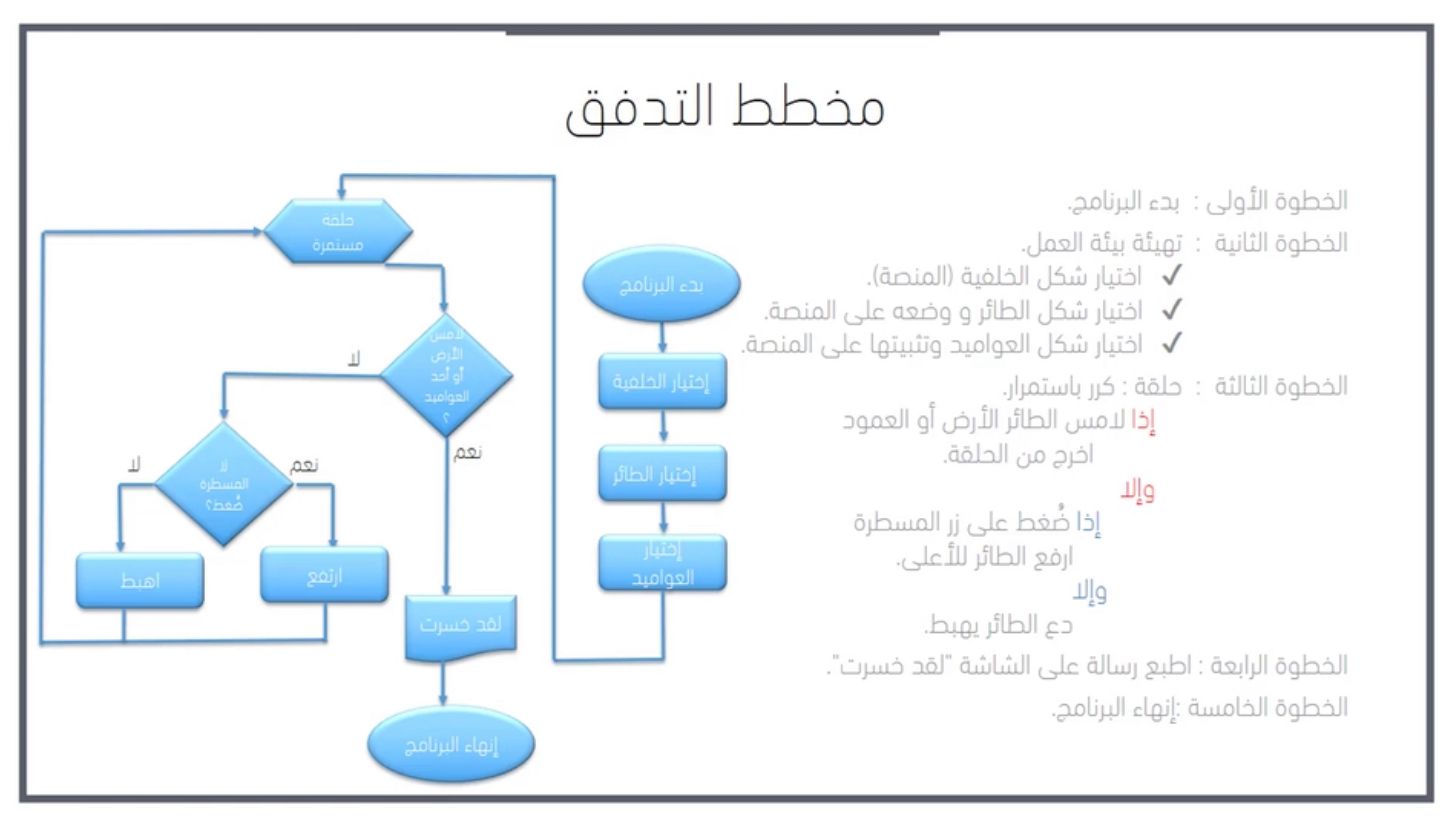 مخطط التدفق
الخطوة الأولى : بدء البرنامج.
الخطوة الثانية : تهيئة بيئة العمل.
✓ اختيار شكل الخلفية (المنصة).
✓ اختيار شكل الطائر و وضعه على المنصة.
✓ اختيار شكل العواميد وتثبيتها على المنصة.
الخطوة الثالثة : حلقة : كرر باستمرار.
إذا لامس الطائر الأرض أو العمود
اخرج من الحلقة.
وإلا
إذا ضُغط على زر المسطرة
ارفع الطائر للأعلى.
وإلا
دع الطائر يهبط.
الخطوة الرابعة : اطبع رسالة على الشاشة "لقد خسرت".
الخطوة الخامسة :إنهاء البرنامج.
بدء البرنامج
إختيار الخلفية
إختيار الطائر
إختيار
العواميد
حلقة
مستمرة
لامس
الأرض
أو أحد
العواميد
؟
لا
نعم
المسطرة
ضُغط؟
لا
نعم
اهبط
ارتفع
لقد خسرت
إنهاء البرنامج